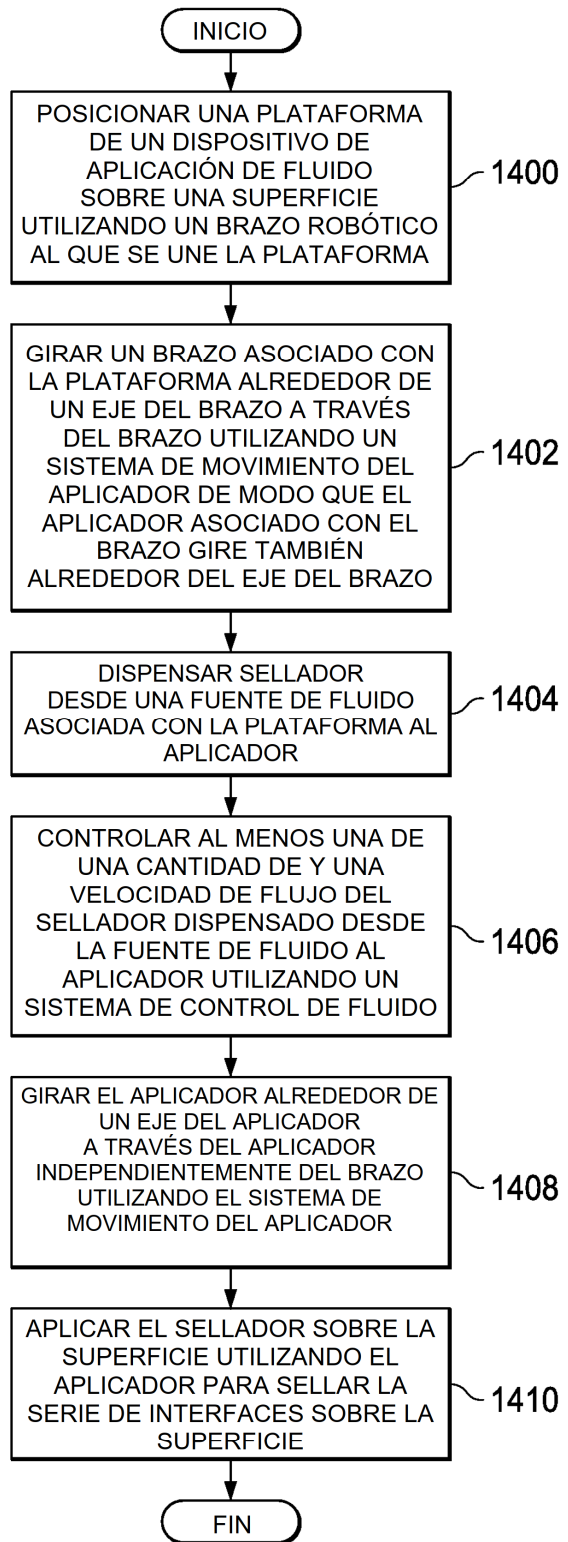 INICIO
POSICIONAR UNA PLATAFORMA
DE UN DISPOSITIVO DE
APLICACIÓN DE FLUIDO
SOBRE UNA SUPERFICIE
UTILIZANDO UN BRAZO ROBÓTICO
AL QUE SE UNE LA PLATAFORMA
1400
GIRAR UN BRAZO ASOCIADO CON
LA PLATAFORMA ALREDEDOR DE
UN EJE DEL BRAZO A TRAVÉS
DEL BRAZO UTILIZANDO UN
SISTEMA DE MOVIMIENTO DEL
APLICADOR DE MODO QUE EL
APLICADOR ASOCIADO CON EL
BRAZO GIRE TAMBIÉN
ALREDEDOR DEL EJE DEL BRAZO
1402
DISPENSAR SELLADOR
DESDE UNA FUENTE DE FLUIDO
ASOCIADA CON LA PLATAFORMA AL
APLICADOR
1404
CONTROLAR AL MENOS UNA DE
UNA CANTIDAD DE Y UNA
VELOCIDAD DE FLUJO DEL
SELLADOR DISPENSADO DESDE
LA FUENTE DE FLUIDO AL
APLICADOR UTILIZANDO UN
SISTEMA DE CONTROL DE FLUIDO
1406
GIRAR EL APLICADOR ALREDEDOR DE
UN EJE DEL APLICADOR
A TRAVÉS DEL APLICADOR
INDEPENDIENTEMENTE DEL BRAZO
UTILIZANDO EL SISTEMA DE
MOVIMIENTO DEL APLICADOR
1408
APLICAR EL SELLADOR SOBRE LA
SUPERFICIE UTILIZANDO EL
APLICADOR PARA SELLAR LA
SERIE DE INTERFACES SOBRE LA
SUPERFICIE
1410
FIN